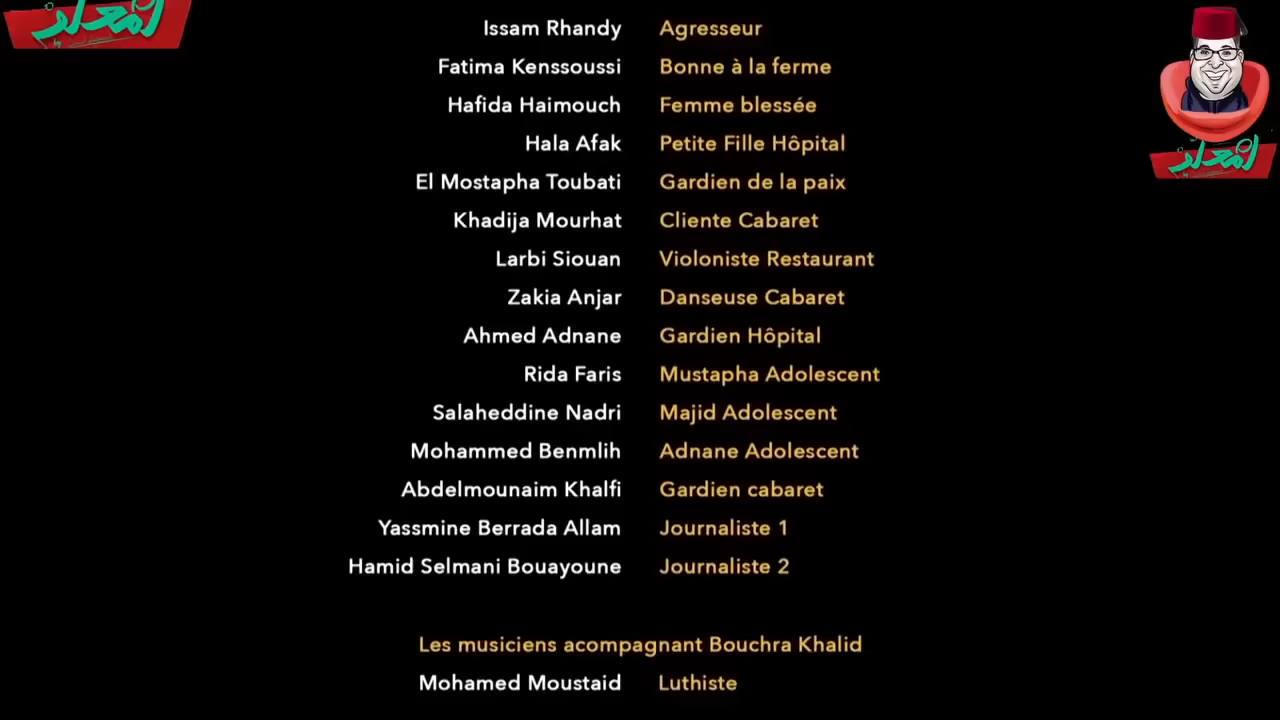 Issam Rhandy Agresseur
Fatima Kenssoussi Bonne à la ferme
Hafida Haimouch Femme blessée
Hala Afak Petite Fille Hôpital
El Mostapha Toubati Gardien de la paix
Khadija Mourhat Cliente Cabaret
Larbi Siouan Violoniste Restaurant
Zakia Anjar Danseuse Cabaret
Ahmed Adnane Gardien Hôpital
Rida Faris Mustapha Adolescent
Salaheddine Nadri Majid Adolescent
Mohammed Benmlih Adnane Adolescent
Abdelmounaim Khalfi Gardien cabaret
Yassmine Berrada Allam Journaliste 1
Hamid Selmani Bouayoune Journaliste 2
Les musiciens acompagnant Bouchra Khalid
Mohamed Moustaid Luthiste